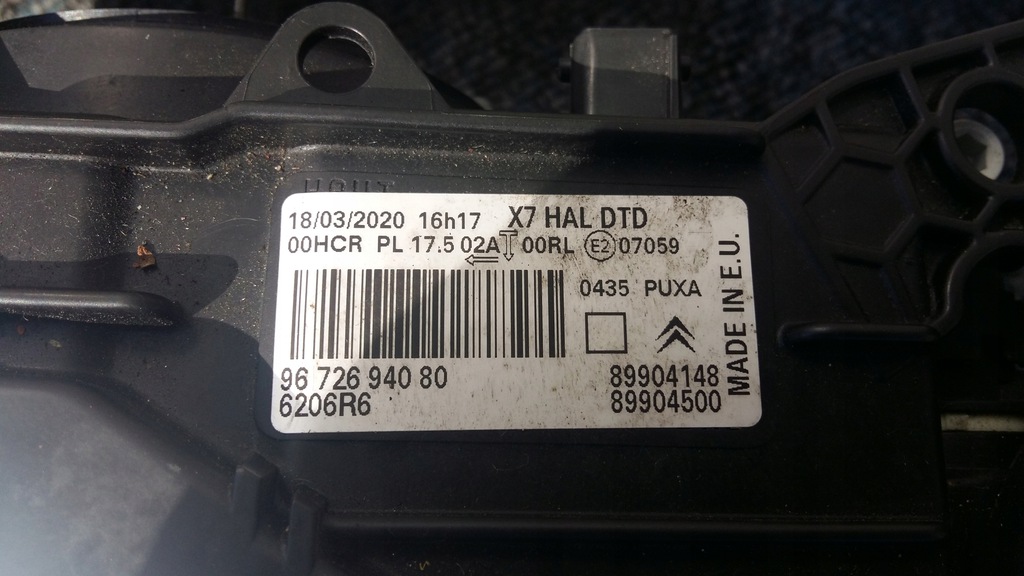 HAUT
18/03/2020 16h17 X7 HAL DTD
00HCR PL 17.5 02A 00RL E2 07059
0435 PUXA
96 726 940 80 89904148
6206R6 89904500
MADE IN E.U.